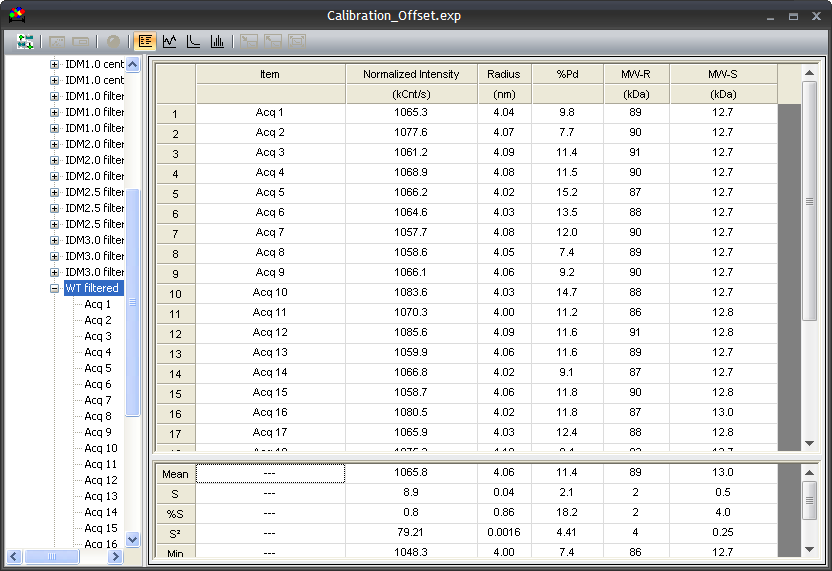 Calibration_Offset.exp
IDM1.0 cent
IDM1.0 cent
IDM1.0 filter
IDM1.0 filter
IDM1.0 filter
IDM2.0 filter
IDM2.0 filter
IDM2.0 filter
IDM2.5 filter
IDM2.5 filter
IDM2.5 filter
IDM3.0 filter
IDM3.0 filter
IDM3.0 filter
WT filtered
Acq 1
Acq 2
Acq 3
Acq 4
Acq 5
Acq 6
Acq 7
Acq 8
Acq 9
Acq 10
Acq 11
Acq 12
Acq 13
Acq 14
Acq 15
Acq 16
Item Normalized Intensity Radius %Pd MW-R MW-S
(kCnt/s) (nm) (kDa) (kDa)
1 Acq 1 1065.3 4.04 9.8 89 12.7
2 Acq 2 1077.6 4.07 7.7 90 12.7
3 Acq 3 1061.2 4.09 11.4 91 12.7
4 Acq 4 1068.9 4.08 11.5 90 12.7
5 Acq 5 1066.2 4.02 15.2 87 12.7
6 Acq 6 1064.6 4.03 13.5 88 12.7
7 Acq 7 1057.7 4.08 12.0 90 12.7
8 Acq 8 1058.6 4.05 7.4 89 12.7
9 Acq 9 1066.1 4.06 9.2 90 12.7
10 Acq 10 1083.6 4.03 14.7 88 12.7
11 Acq 11 1070.3 4.00 11.2 86 12.8
12 Acq 12 1085.6 4.09 11.6 91 12.8
13 Acq 13 1059.9 4.06 11.6 89 12.7
14 Acq 14 1066.8 4.02 9.1 87 12.7
15 Acq 15 1058.7 4.06 11.8 90 12.8
16 Acq 16 1080.5 4.02 11.8 87 13.0
17 Acq 17 1065.9 4.03 12.4 88 12.8
Mean --- 1065.8 4.06 11.4 89 13.0
S --- 8.9 0.04 2.1 2 0.5
%S --- 0.8 0.86 18.2 2 4.0
S² --- 79.21 0.0016 4.41 4 0.25
Min --- 1048.3 4.00 7.4 86 12.7